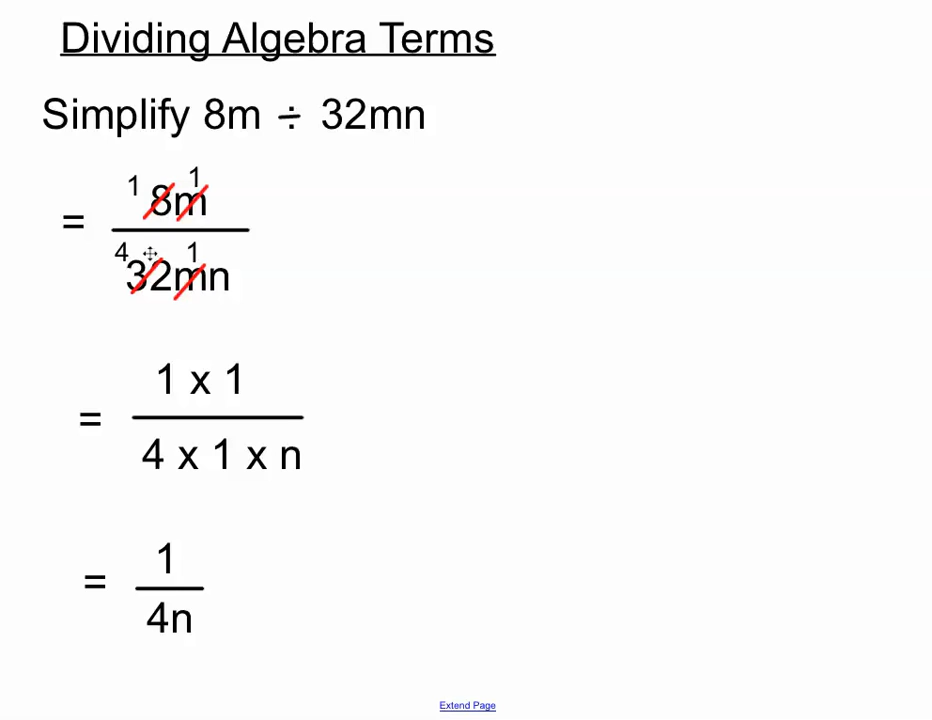 Dividing Algebra Terms
Simplify 8m ÷ 32mn
1 1
= 8m
4 1
32mn
1 x 1
=
4 x 1 x n
1
=
4n
Extend Page